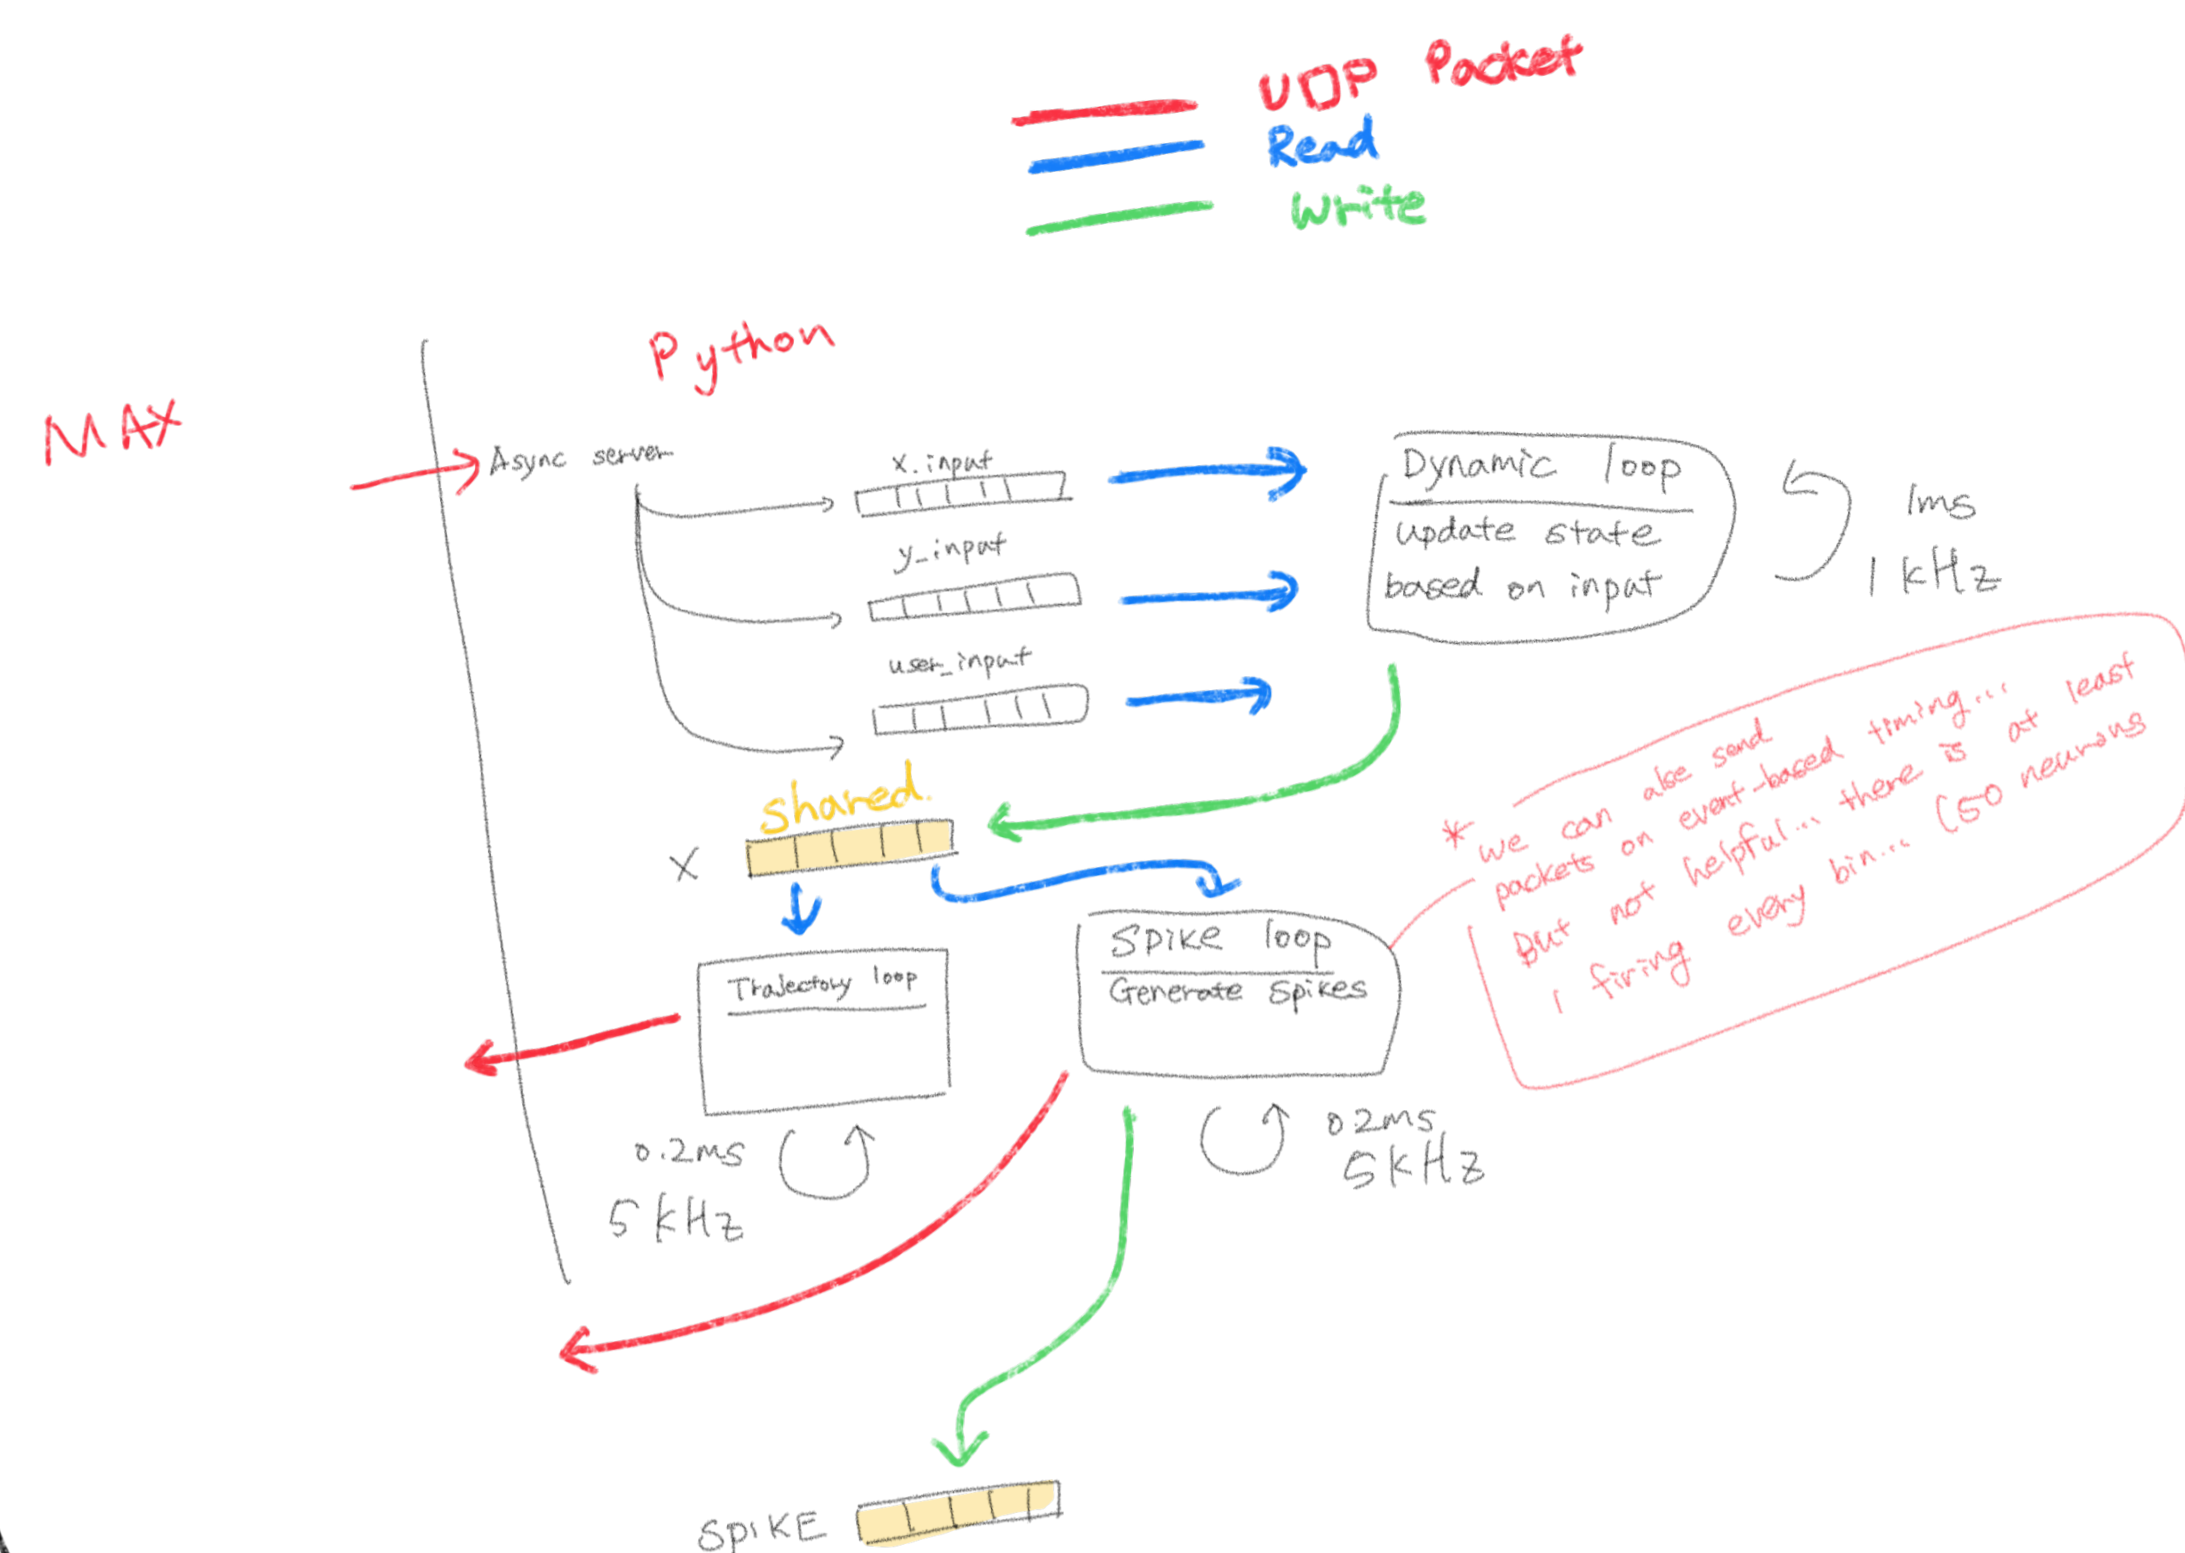 UDP Packet
Read
Write
Python
MAX
Async server
x.input
y_input
user_input
Dynamic loop
update state
based on input
1ms
1 kHz
shared.
X
* we can also send
packets on event-based timing...
But not helpful... there is at least
1 firing every bin... (50 neurons
Trajectory loop
Spike loop
Generate spikes
0.2ms
5 kHz
0.2ms
5 kHz
SPIKE